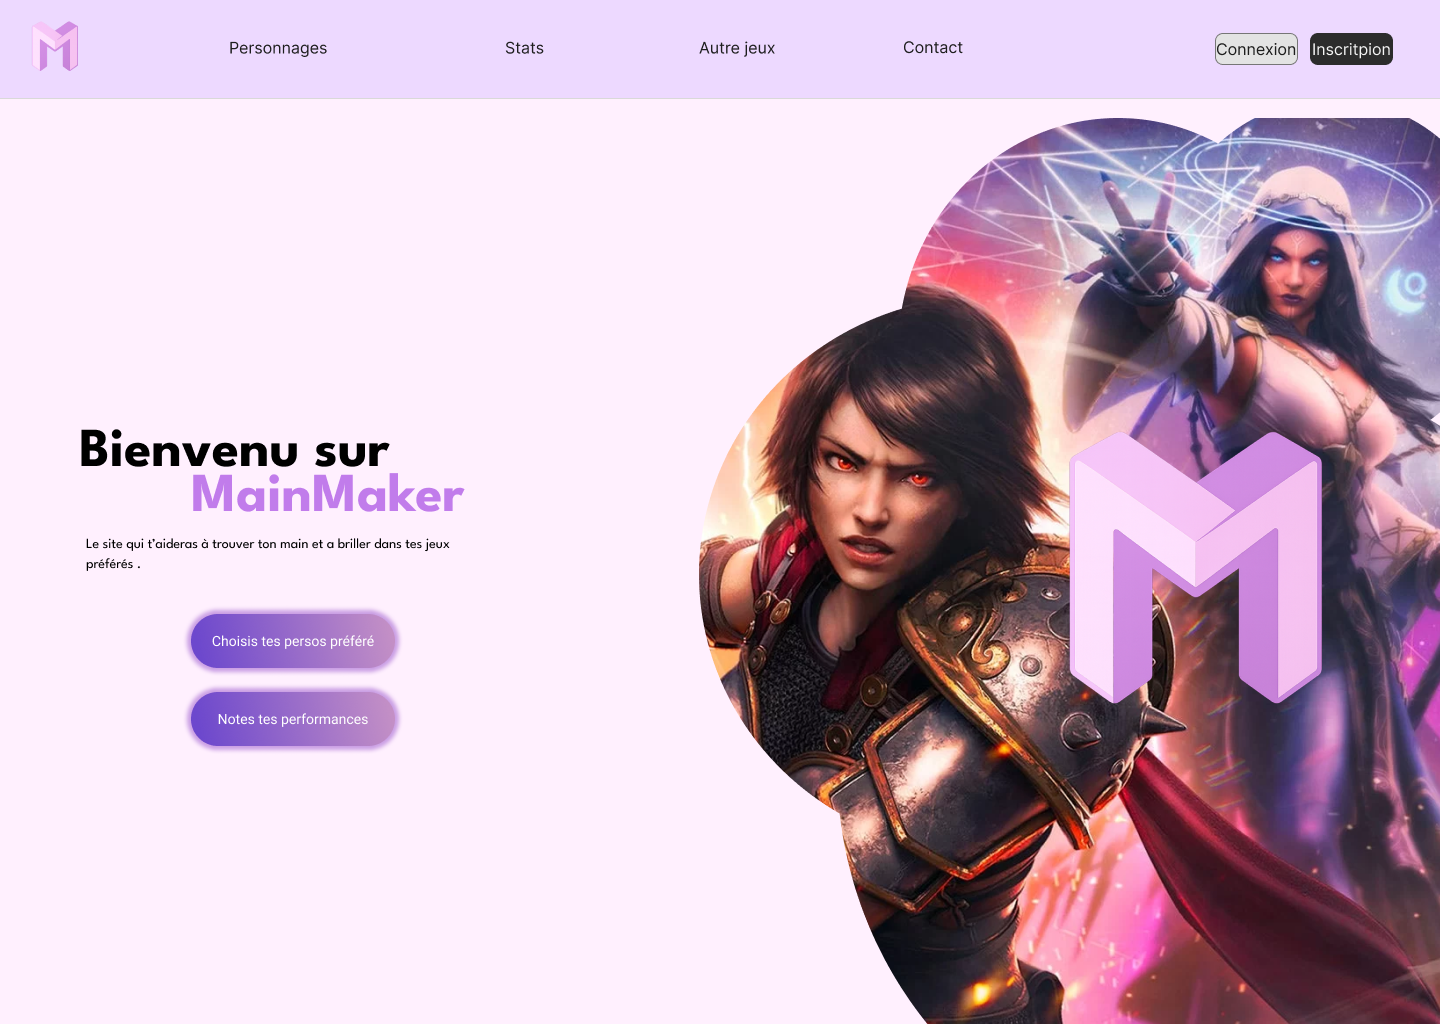 Personnages
Stats
Autre jeux
Contact
Connexion
Inscritpion
Bienvenu sur
MainMaker
Le site qui t’aideras à trouver ton main et a briller dans tes jeux
préférés .
Choisis tes persos préféré
Notes tes performances